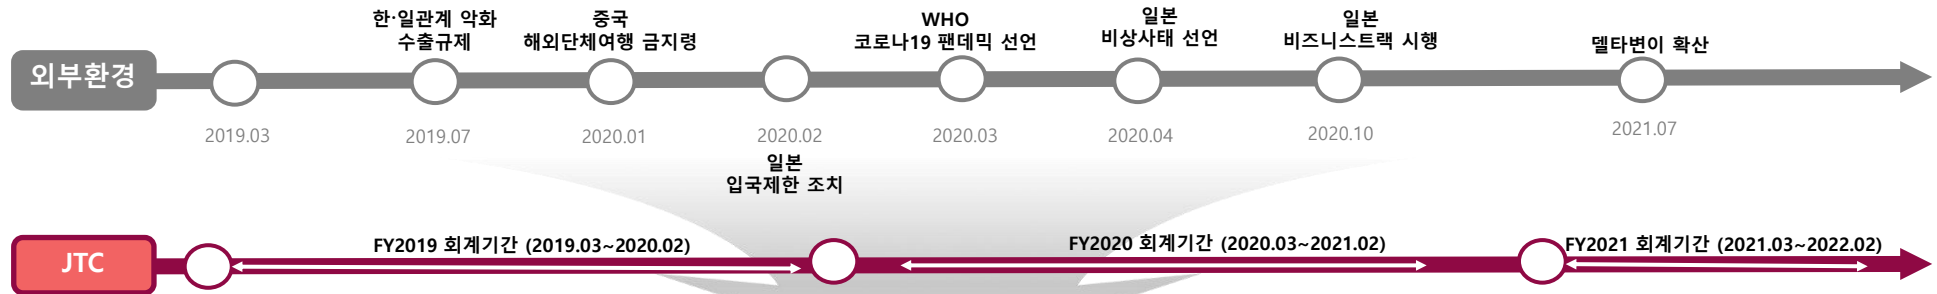 한·일관계 악화
수출규제
중국
해외단체여행 금지령
WHO
코로나19 팬데믹 선언
일본
비상사태 선언
일본
비즈니스트랙 시행
델타변이 확산
외부환경
2019.03
2019.07
2020.01
2020.02
2020.03
2020.04
2020.10
2021.07
일본
입국제한 조치
JTC
FY2019 회계기간 (2019.03~2020.02)
FY2020 회계기간 (2020.03~2021.02)
FY2021 회계기간 (2021.03~2022.02)